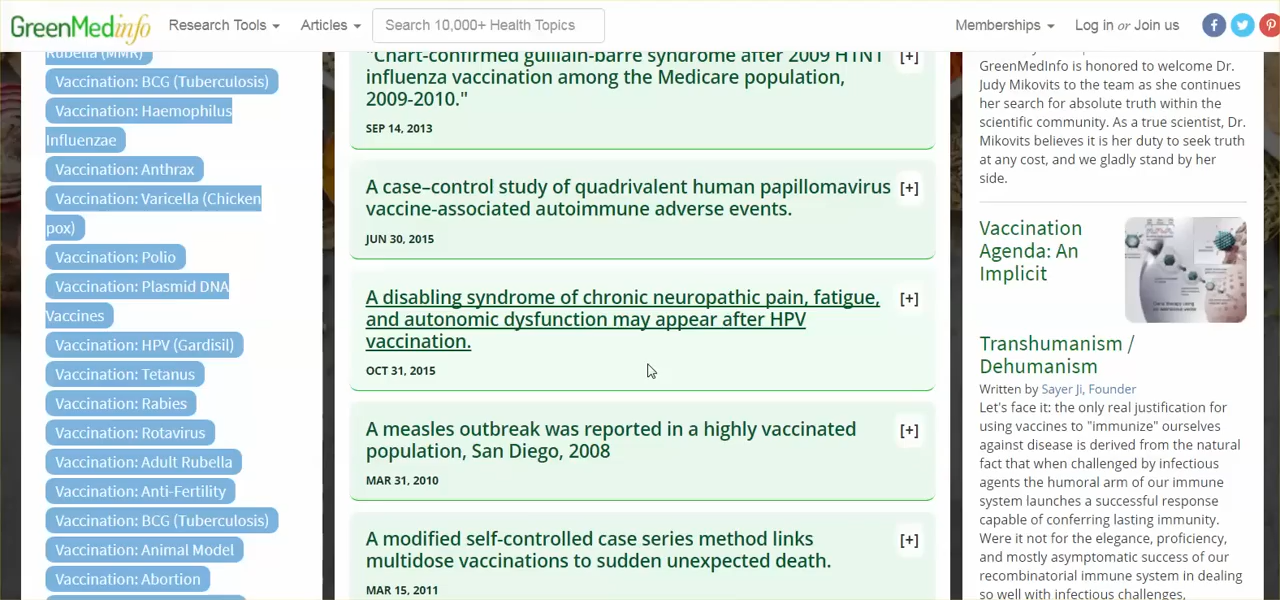 GreenMedinfo
Research Tools
Articles
Search 10,000+ Health Topics
Memberships
Log in or Join us
Rubella (MMR)
Vaccination: BCG (Tuberculosis)
Vaccination: Haemophilus
Influenzae
Vaccination: Anthrax
Vaccination: Varicella (Chicken
pox)
Vaccination: Polio
Vaccination: Plasmid DNA
Vaccines
Vaccination: HPV (Gardisil)
Vaccination: Tetanus
Vaccination: Rabies
Vaccination: Rotavirus
Vaccination: Adult Rubella
Vaccination: Anti-Fertility
Vaccination: BCG (Tuberculosis)
Vaccination: Animal Model
Vaccination: Abortion
"Chart-confirmed guillain-barre syndrome after 2009 H1N1
influenza vaccination among the Medicare population,
2009-2010."
[+]
SEP 14, 2013
A case–control study of quadrivalent human papillomavirus
vaccine-associated autoimmune adverse events.
[+]
JUN 30, 2015
A disabling syndrome of chronic neuropathic pain, fatigue,
and autonomic dysfunction may appear after HPV
vaccination.
[+]
OCT 31, 2015
A measles outbreak was reported in a highly vaccinated
population, San Diego, 2008
[+]
MAR 31, 2010
A modified self-controlled case series method links
multidose vaccinations to sudden unexpected death.
[+]
MAR 15, 2011
GreenMedInfo is honored to welcome Dr.
Judy Mikovits to the team as she continues
her search for absolute truth within the
scientific community. As a true scientist, Dr.
Mikovits believes it is her duty to seek truth
at any cost, and we gladly stand by her
side.
Vaccination
Agenda: An
Implicit
Transhumanism /
Dehumanism
Written by Sayer Ji, Founder
Let's face it: the only real justification for
using vaccines to "immunize" ourselves
against disease is derived from the natural
fact that when challenged by infectious
agents the humoral arm of our immune
system launches a successful response
capable of conferring lasting immunity.
Were it not for the elegance, proficiency,
and mostly asymptomatic success of our
recombinatorial immune system in dealing
so well with infectious challenges,